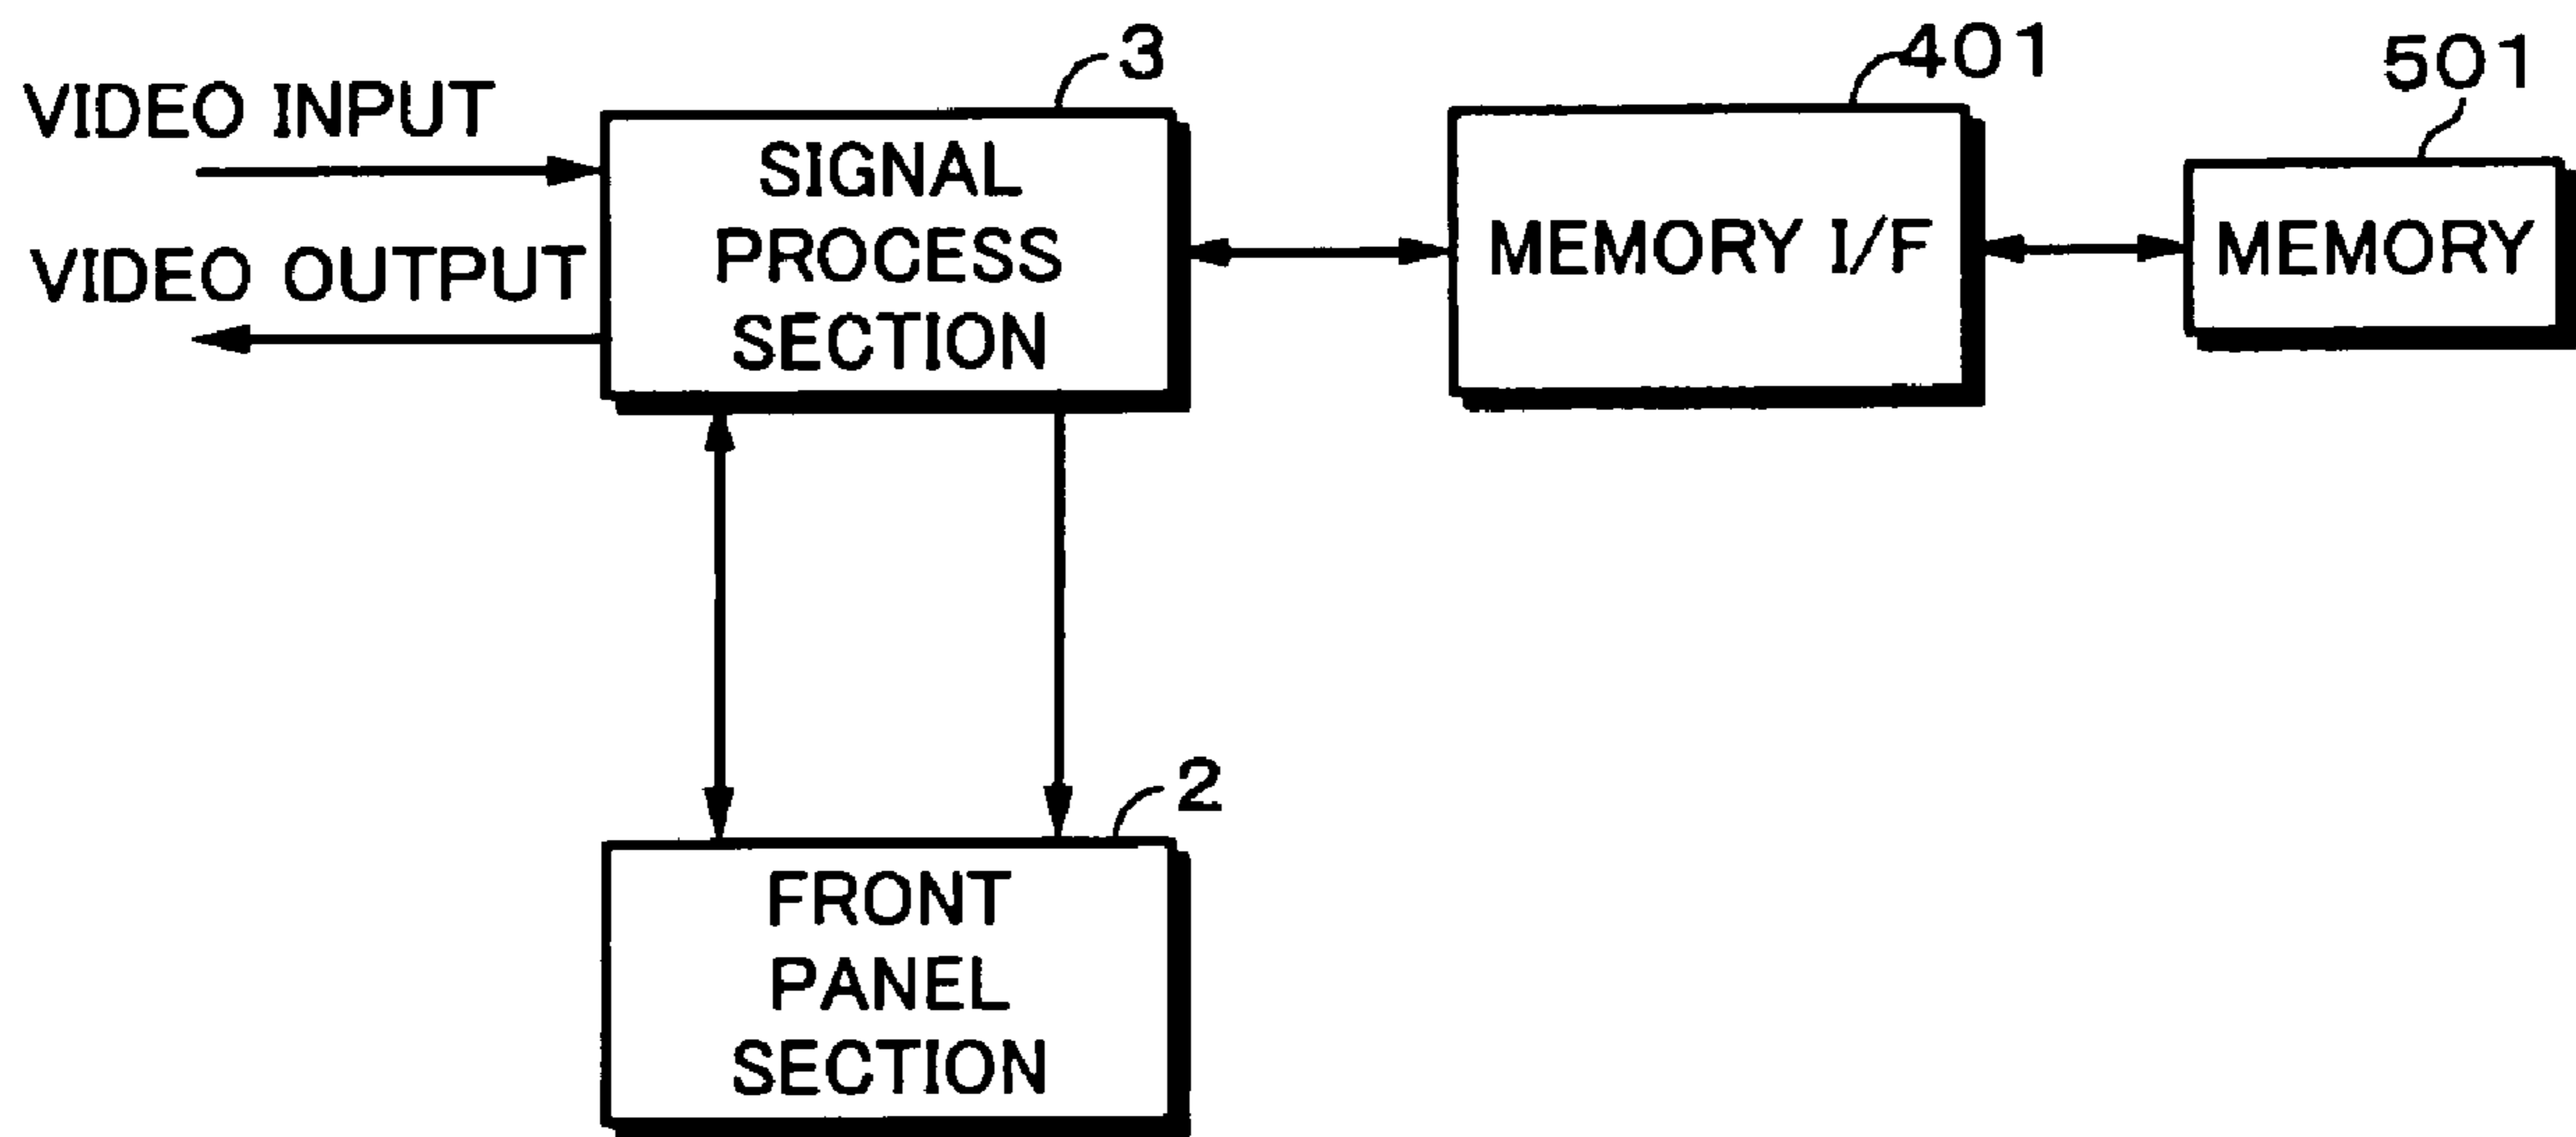 3
401
501
VIDEO INPUT
VIDEO OUTPUT
SIGNAL
PROCESS
SECTION
MEMORY I/F
MEMORY
2
FRONT
PANEL
SECTION